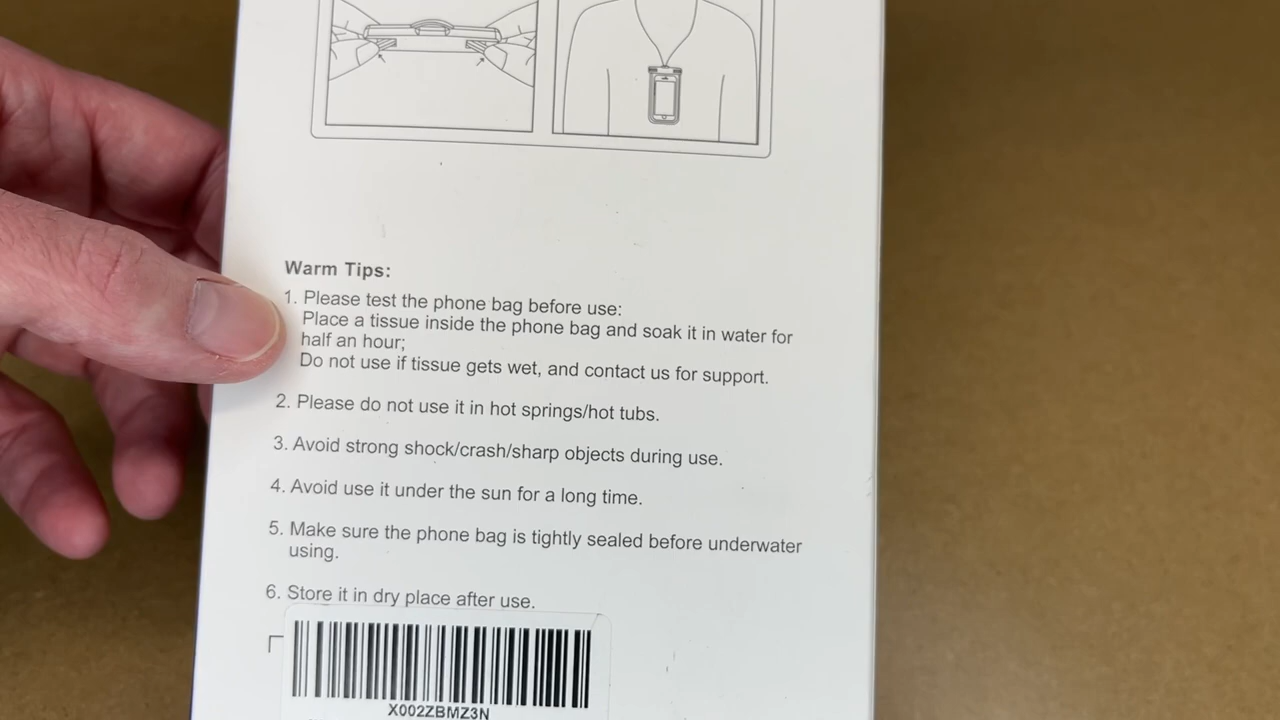 Warm Tips:
1. Please test the phone bag before use:
Place a tissue inside the phone bag and soak it in water for
half an hour;
Do not use if tissue gets wet, and contact us for support.
2. Please do not use it in hot springs/hot tubs.
3. Avoid strong shock/crash/sharp objects during use.
4. Avoid use it under the sun for a long time.
5. Make sure the phone bag is tightly sealed before underwater
using.
6. Store it in dry place after use.
X002ZBMZ3N